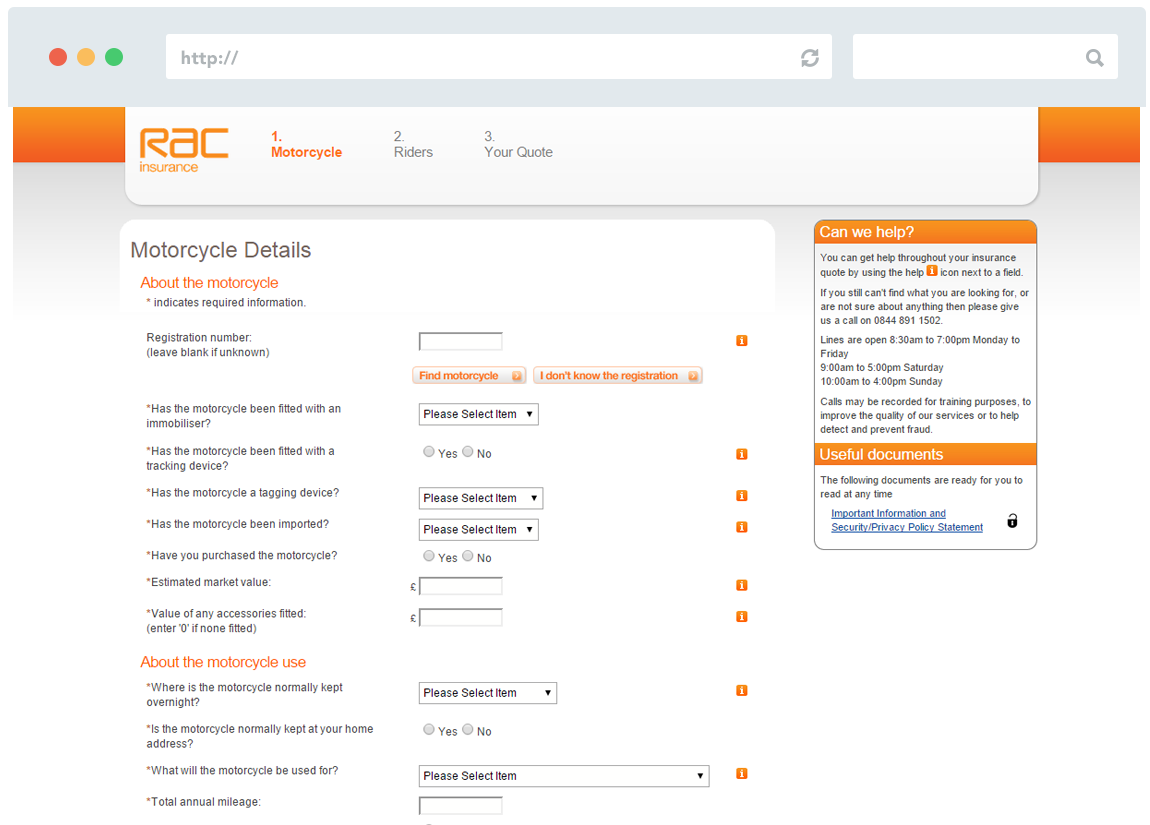 http://
RAC
insurance
1.
Motorcycle
2.
Riders
3.
Your Quote
Motorcycle Details
About the motorcycle
* indicates required information.
Registration number:
(leave blank if unknown)
Find motorcycle
I don't know the registration
*Has the motorcycle been fitted with an
immobiliser?
Please Select Item
*Has the motorcycle been fitted with a
tracking device?
Yes No
*Has the motorcycle a tagging device?
Please Select Item
*Has the motorcycle been imported?
Please Select Item
*Have you purchased the motorcycle?
Yes No
*Estimated market value:
£
*Value of any accessories fitted:
(enter '0' if none fitted)
£
About the motorcycle use
*Where is the motorcycle normally kept
overnight?
Please Select Item
*Is the motorcycle normally kept at your home
address?
Yes No
*What will the motorcycle be used for?
Please Select Item
*Total annual mileage:
Can we help?
You can get help throughout your insurance
quote by using the help i icon next to a field.
If you still can't find what you are looking for, or
are not sure about anything then please give
us a call on 0844 891 1502.
Lines are open 8:30am to 7:00pm Monday to
Friday
9:00am to 5:00pm Saturday
10:00am to 4:00pm Sunday
Calls may be recorded for training purposes, to
improve the quality of our services or to help
detect and prevent fraud.
Useful documents
The following documents are ready for you to
read at any time
Important Information and
Security/Privacy Policy Statement